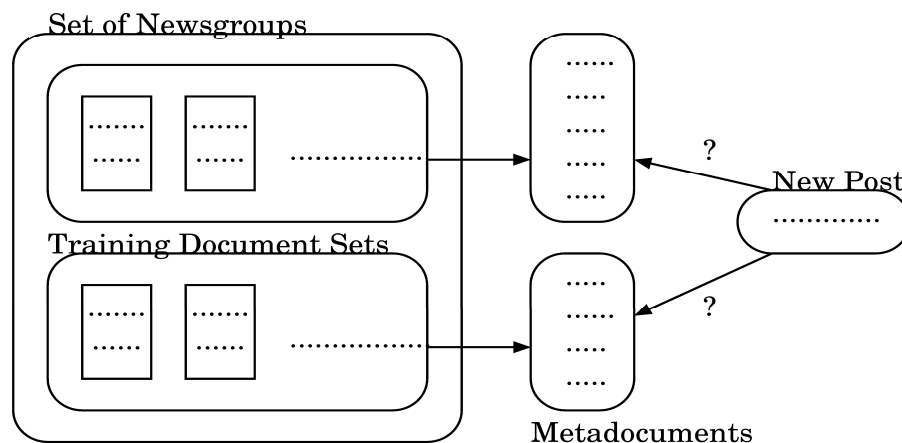 Set of Newsgroups
?
New Post
Training Document Sets
?
Metadocuments